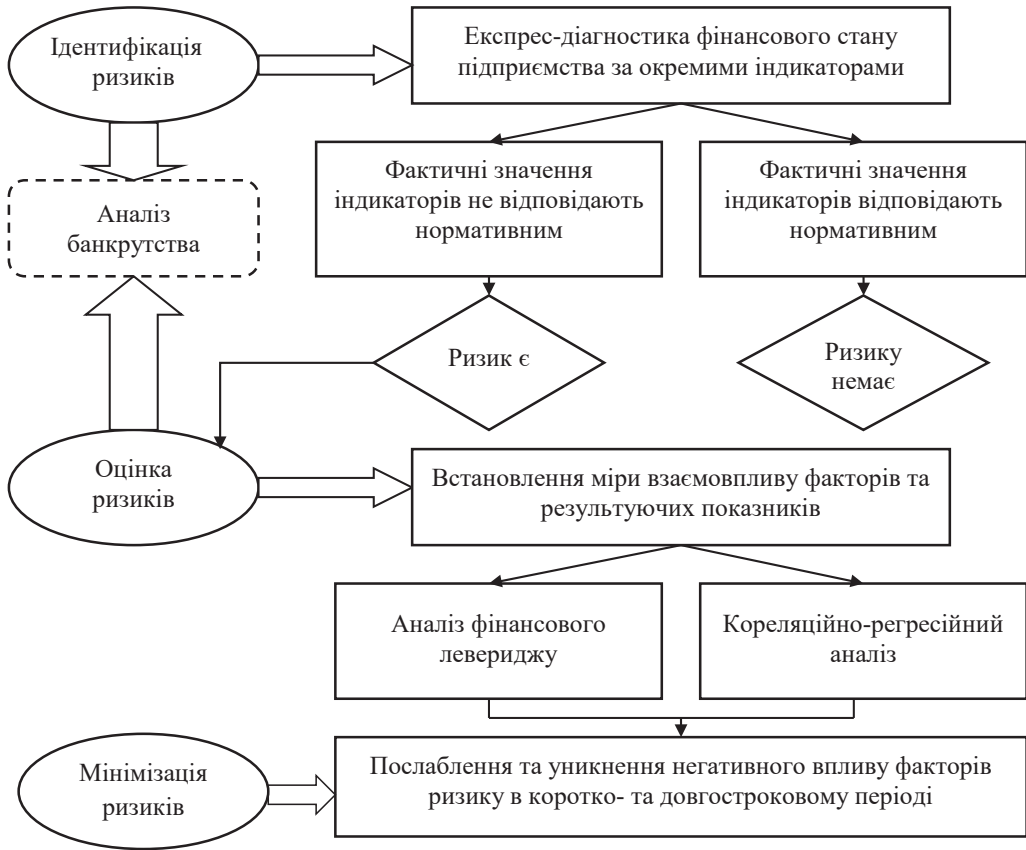 Ідентифікація
ризиків
Експрес-діагностика фінансового стану
підприємства за окремими індикаторами
Аналіз
банкрутства
Фактичні значення
індикаторів не відповідають
нормативним
Фактичні значення
індикаторів відповідають
нормативним
Ризик є
Ризику
немає
Оцінка
ризиків
Встановлення міри взаємовпливу факторів та
результуючих показників
Аналіз фінансового
левериджу
Кореляційно-регресійний
аналіз
Мінімізація
ризиків
Послаблення та уникнення негативного впливу факторів
ризику в коротко- та довгостроковому періоді